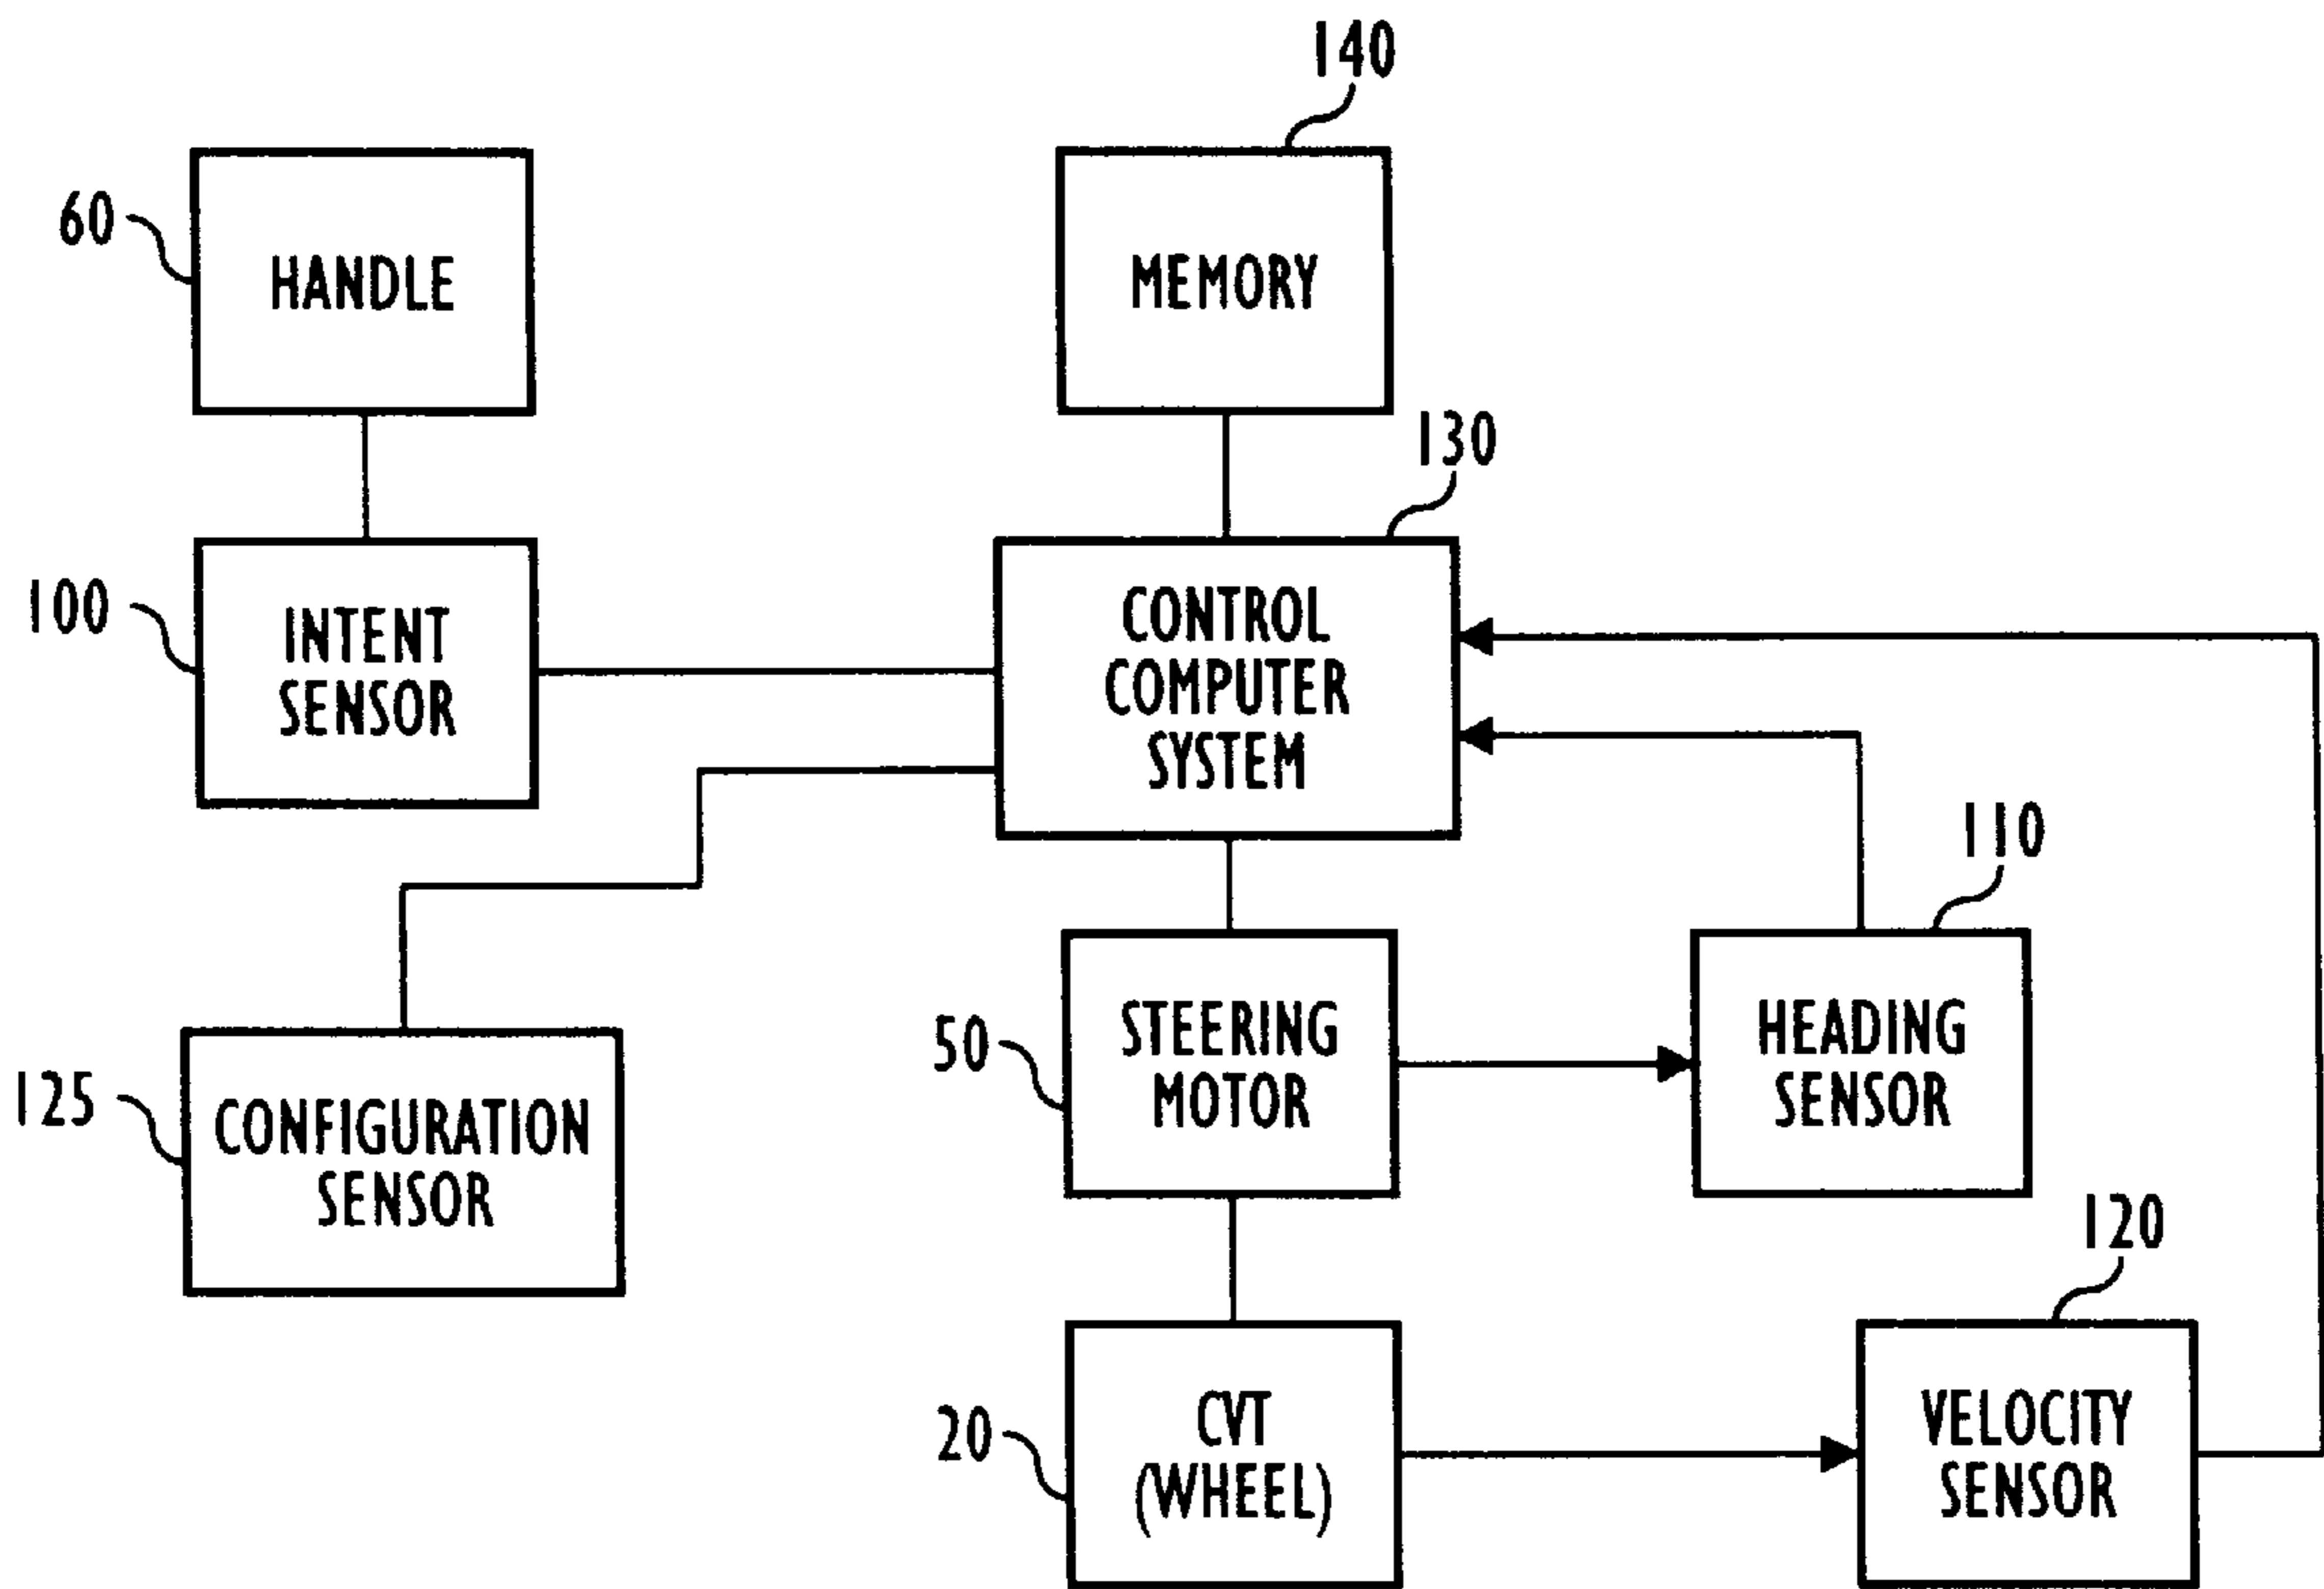 140
60
HANDLE
MEMORY
130
100
INTENT
SENSOR
CONTROL
COMPUTER
SYSTEM
110
125
CONFIGURATION
SENSOR
50
STEERING
MOTOR
HEADING
SENSOR
120
20
CVT
(WHEEL)
VELOCITY
SENSOR